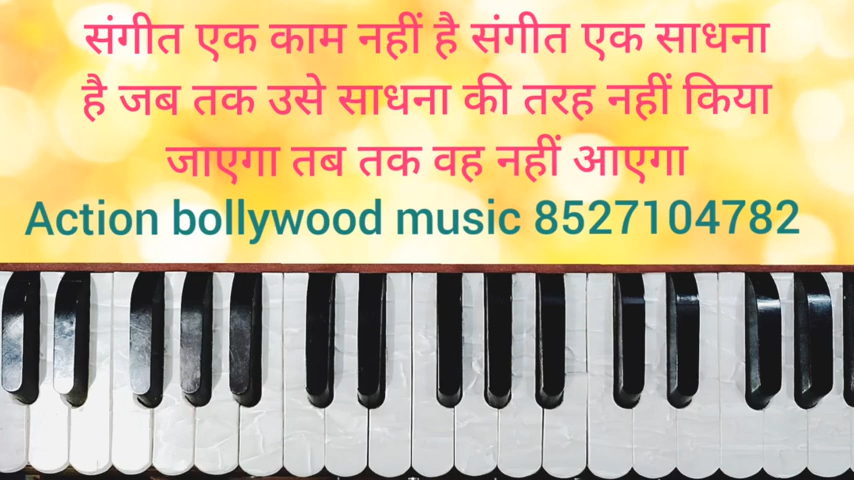 संगीत एक काम नहीं है संगीत एक साधना
है जब तक उसे साधना की तरह नहीं किया
जाएगा तब तक वह नहीं आएगा
Action bollywood music 8527104782